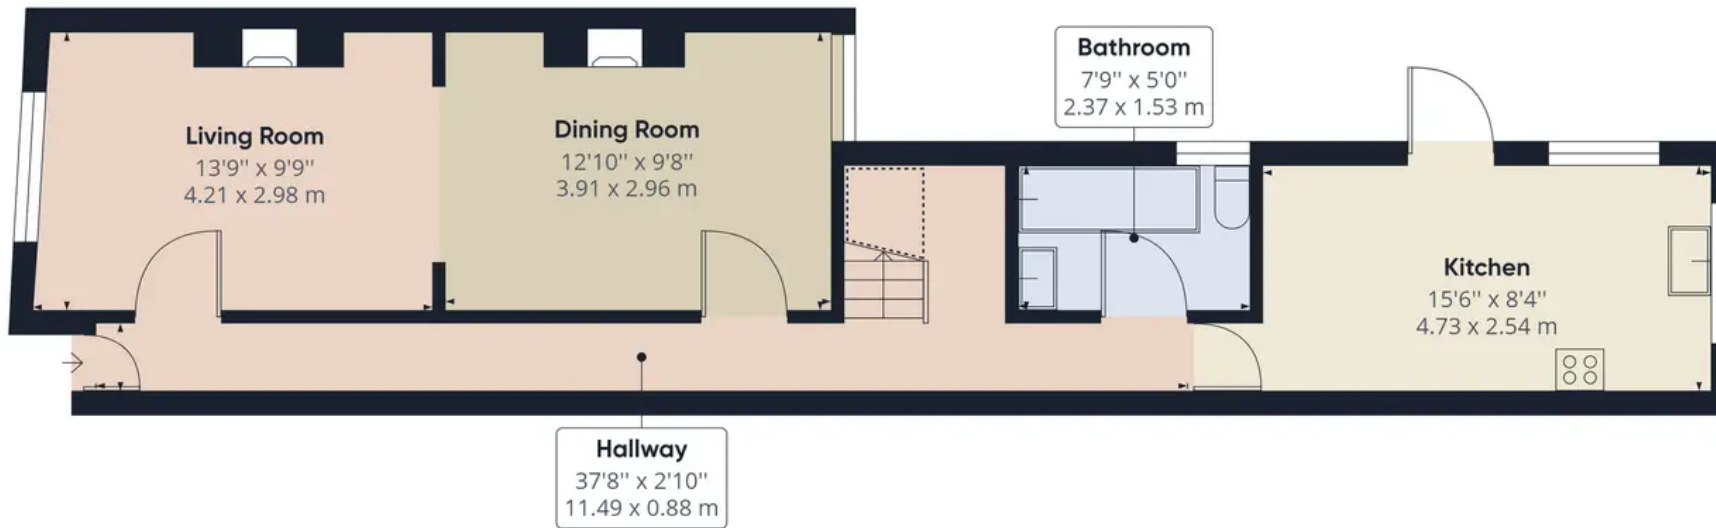 Bathroom
7'9'' x 5'0''
2.37 x 1.53 m
Living Room
13'9'' x 9'9''
4.21 x 2.98 m
Dining Room
12'10'' x 9'8''
3.91 x 2.96 m
Kitchen
15'6'' x 8'4''
4.73 x 2.54 m
Hallway
37'8'' x 2'10''
11.49 x 0.88 m